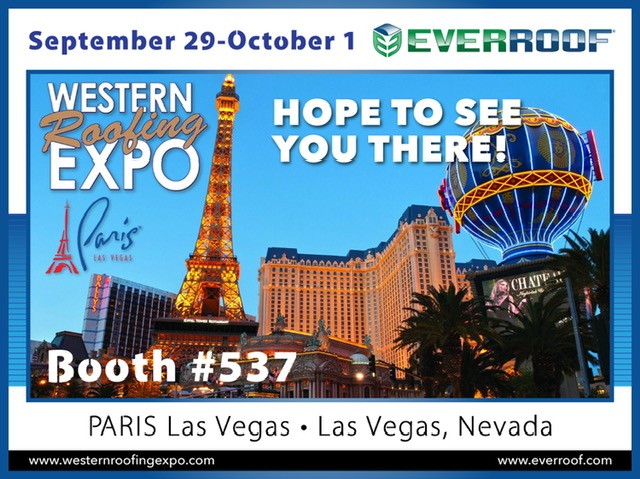 September 29-October 1
EVERROOF
WESTERN
Roofing
EXPO
HOPE TO SEE
YOU THERE!
Paris
LAS VEGAS
CHATE
Booth #537
PARIS Las Vegas • Las Vegas, Nevada
www.westernroofingexpo.com
www.everroof.com